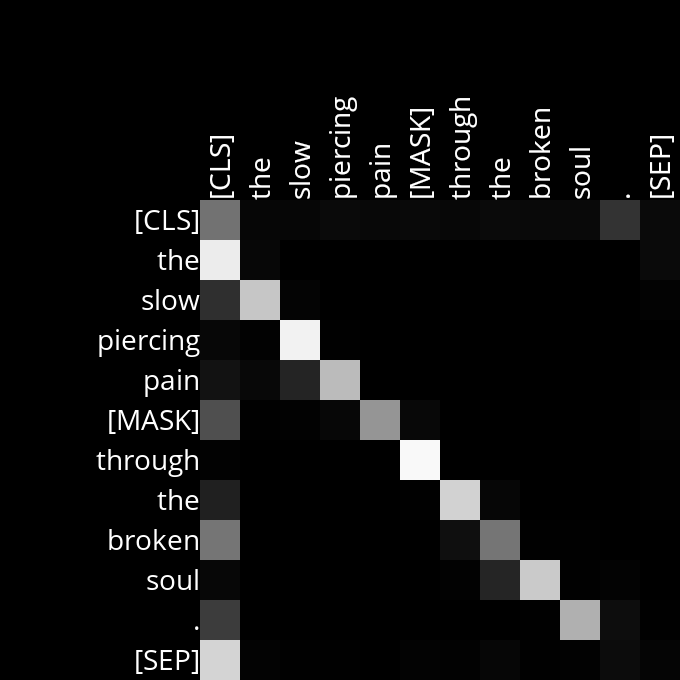 [CLS]
the
slow
piercing
pain
[MASK]
through
the
broken
soul
.
[SEP]
[CLS]
the
slow
piercing
pain
[MASK]
through
the
broken
soul
.
[SEP]